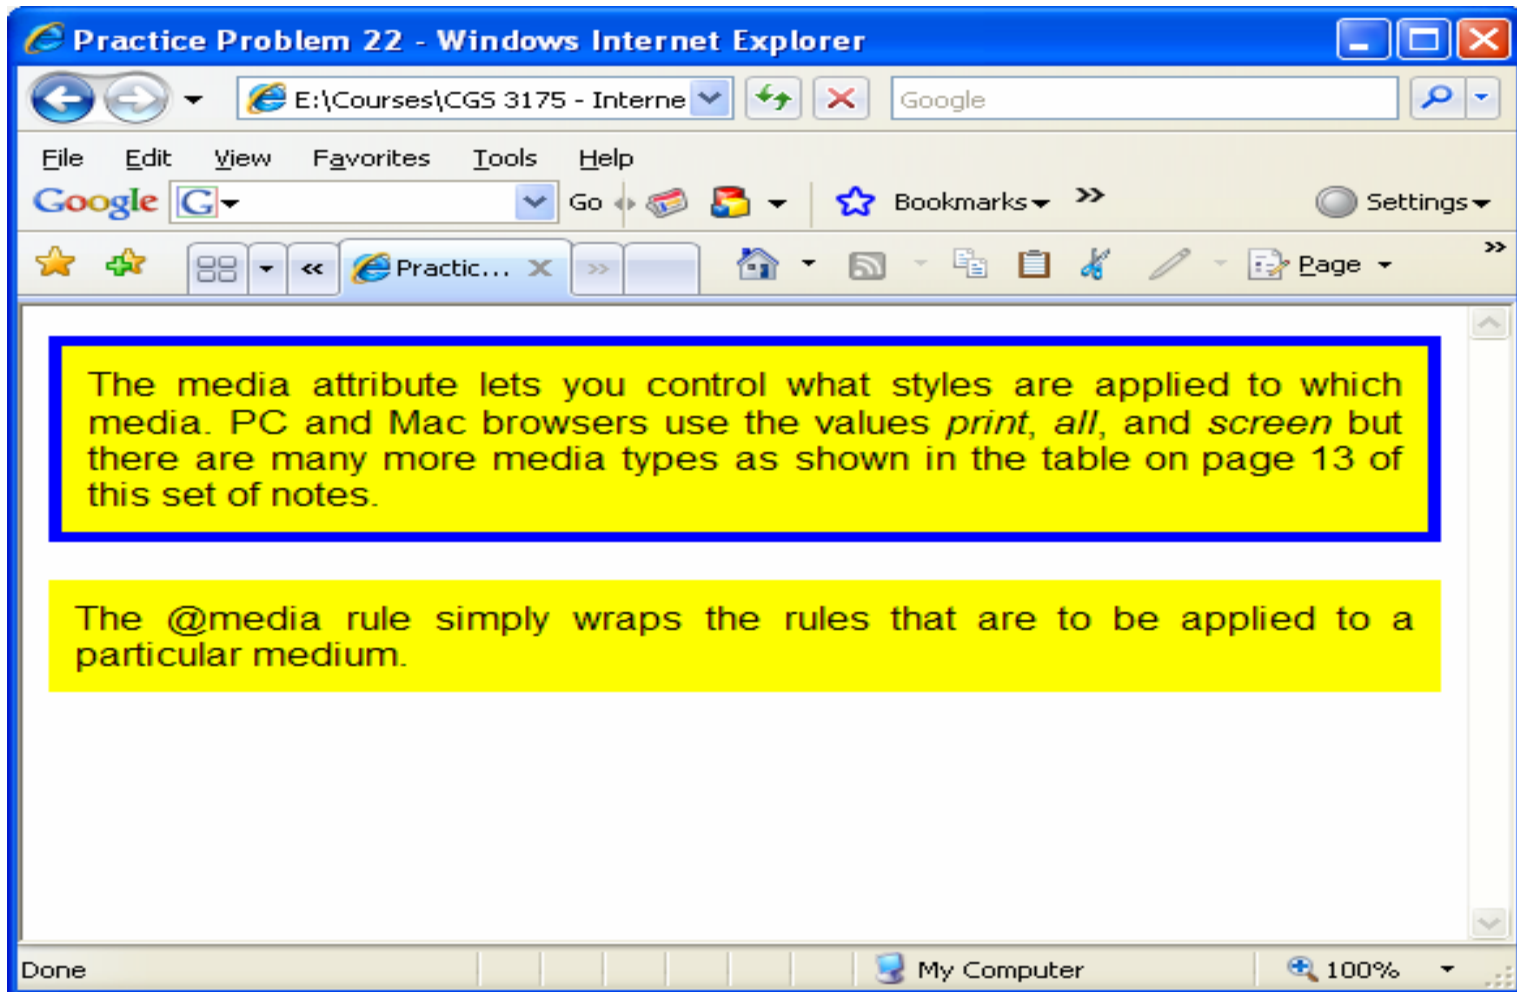 Practice Problem 22 - Windows Internet Explorer
E:\Courses\CGS 3175 - Interne Google
File Edit View Favorites Tools Help
Google G Go Bookmarks >> Settings
<< Practic... >> Page >>
The media attribute lets you control what styles are applied to which
media. PC and Mac browsers use the values print, all, and screen but
there are many more media types as shown in the table on page 13 of
this set of notes.
The @media rule simply wraps the rules that are to be applied to a
particular medium.
Done My Computer 100%